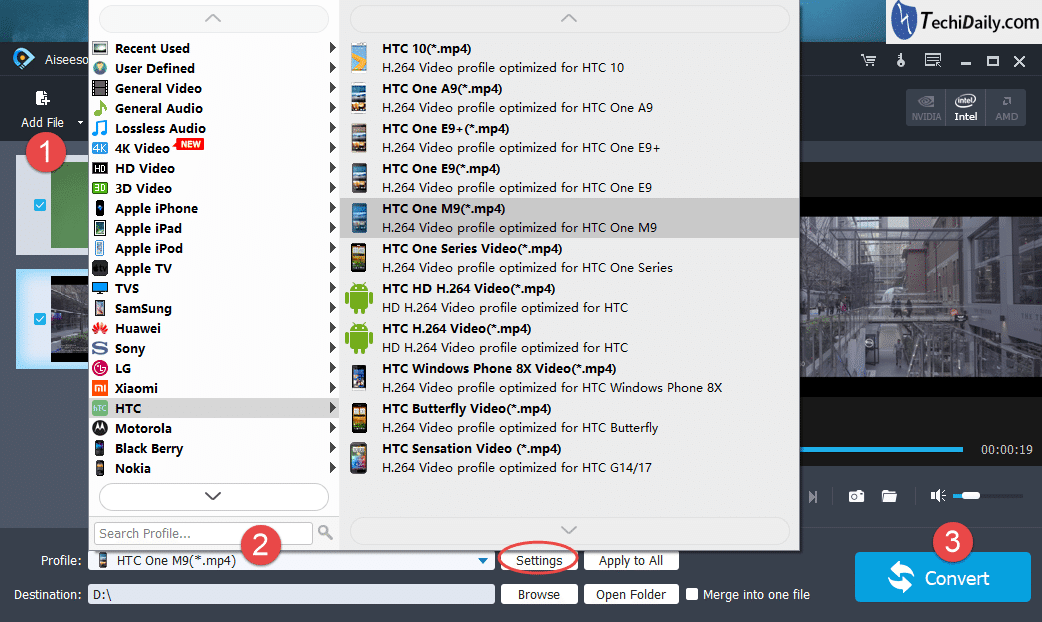 TechiDaily.com
Aiseeso
Add File
1
NVIDIA
intel
Intel
AMD
Recent Used
User Defined
General Video
General Audio
Lossless Audio
4K
4K Video
NEW
HD
HD Video
3D
3D Video
Apple iPhone
Apple iPad
Apple iPod
tv
Apple TV
TVS
SamSung
Huawei
Sony
LG
mi
Xiaomi
hTC
HTC
Motorola
Black Berry
Nokia
Search Profile...
HTC 10(*.mp4)
H.264 Video profile optimized for HTC 10
HTC One A9(*.mp4)
H.264 Video profile optimized for HTC One A9
HTC One E9+(*.mp4)
H.264 Video profile optimized for HTC One E9+
HTC One E9(*.mp4)
H.264 Video profile optimized for HTC One E9
HTC One M9(*.mp4)
H.264 Video profile optimized for HTC One M9
HTC One Series Video(*.mp4)
H.264 Video profile optimized for HTC One Series
HTC HD H.264 Video(*.mp4)
HD H.264 Video profile optimized for HTC
HTC H.264 Video(*.mp4)
HD H.264 Video profile optimized for HTC
HTC Windows Phone 8X Video(*.mp4)
H.264 Video profile optimized for HTC Windows Phone 8X
HTC Butterfly Video(*.mp4)
H.264 Video profile optimized for HTC Butterfly
HTC Sensation Video (*.mp4)
H.264 Video profile optimized for HTC G14/17
00:00:19
2
3
Profile:
HTC One M9(*.mp4)
Settings
Apply to All
Convert
Destination:
D:\
Browse
Open Folder
Merge into one file